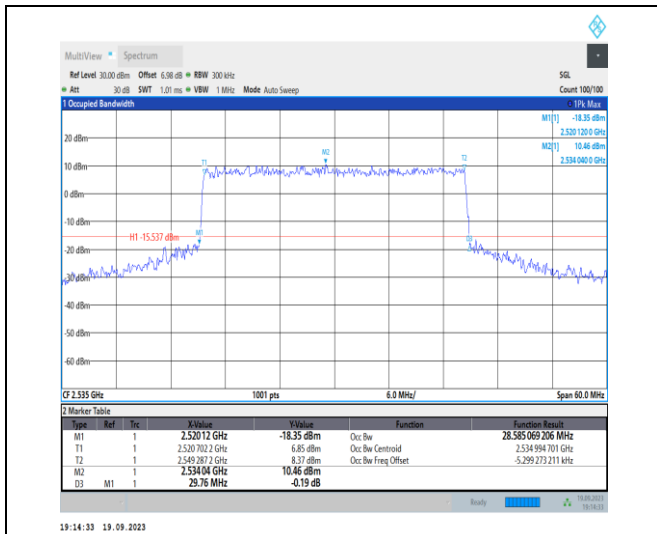 MultiView Spectrum
Ref Level 30.00 dBm Offset 6.98 dB RBW 300 kHz SGL
Att 30 dB SWT 1.01 ms VBW 1 MHz Mode Auto Sweep Count 100/100
1 Occupied Bandwidth 1Pk Max
M1[1] -18.35 dBm
2.520 120 0 GHz
M2[1] 10.46 dBm
2.534 040 0 GHz
20 dBm
M2
T1
T2
10 dBm
0 dBm
-10 dBm
H1 -15.537 dBm
M1
D3
-20 dBm
-30 dBm
-40 dBm
-50 dBm
-60 dBm
CF 2.535 GHz 1001 pts 6.0 MHz/ Span 60.0 MHz
2 Marker Table
Type Ref Trc X-Value Y-Value Function Function Result
M1 1 2.52012 GHz -18.35 dBm Occ Bw 28.585 069 206 MHz
T1 1 2.520 702 2 GHz 6.85 dBm Occ Bw Centroid 2.534 994 701 GHz
T2 1 2.549 287 2 GHz 8.37 dBm Occ Bw Freq Offset -5.299 273 211 kHz
M2 1 2.534 04 GHz 10.46 dBm
D3 M1 1 29.76 MHz -0.19 dB
Ready 19.09.2023
19:14:33
19:14:33 19.09.2023